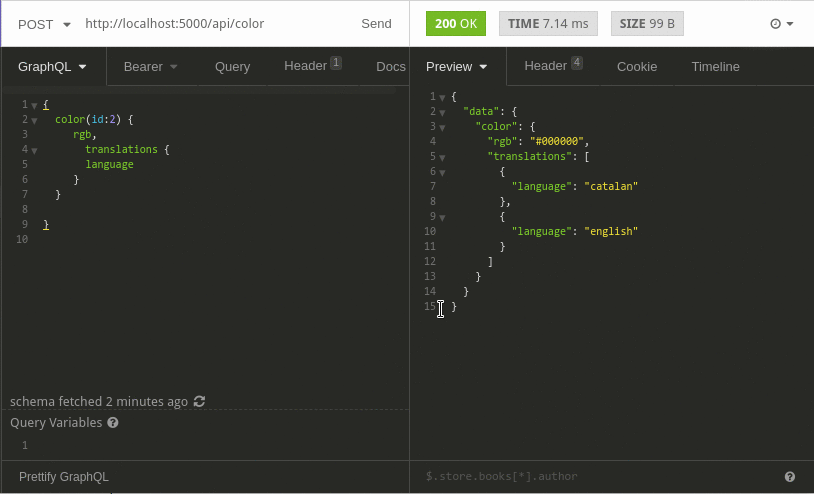 POST http://localhost:5000/api/color Send
200 OK TIME 7.14 ms SIZE 99 B
GraphQL Bearer Query Header 1 Docs
Preview Header 4 Cookie Timeline
1 {
2 color(id:2) {
3 rgb,
4 translations {
5 language
6 }
7 }
8
9 }
10
schema fetched 2 minutes ago
Query Variables ?
1
Prettify GraphQL
1 {
2 "data": {
3 "color": {
4 "rgb": "#000000",
5 "translations": [
6 {
7 "language": "catalan"
8 },
9 {
10 "language": "english"
11 }
12 ]
13 }
14 }
15 }
$.store.books[*].author ?